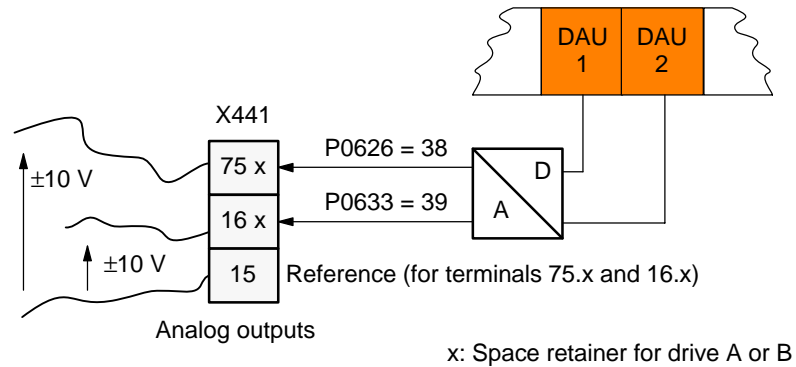 DAU 1
DAU 2
X441
75 x
P0626 = 38
D
±10 V
16 x
P0633 = 39
A
±10 V
15
Reference (for terminals 75.x and 16.x)
Analog outputs
x: Space retainer for drive A or B